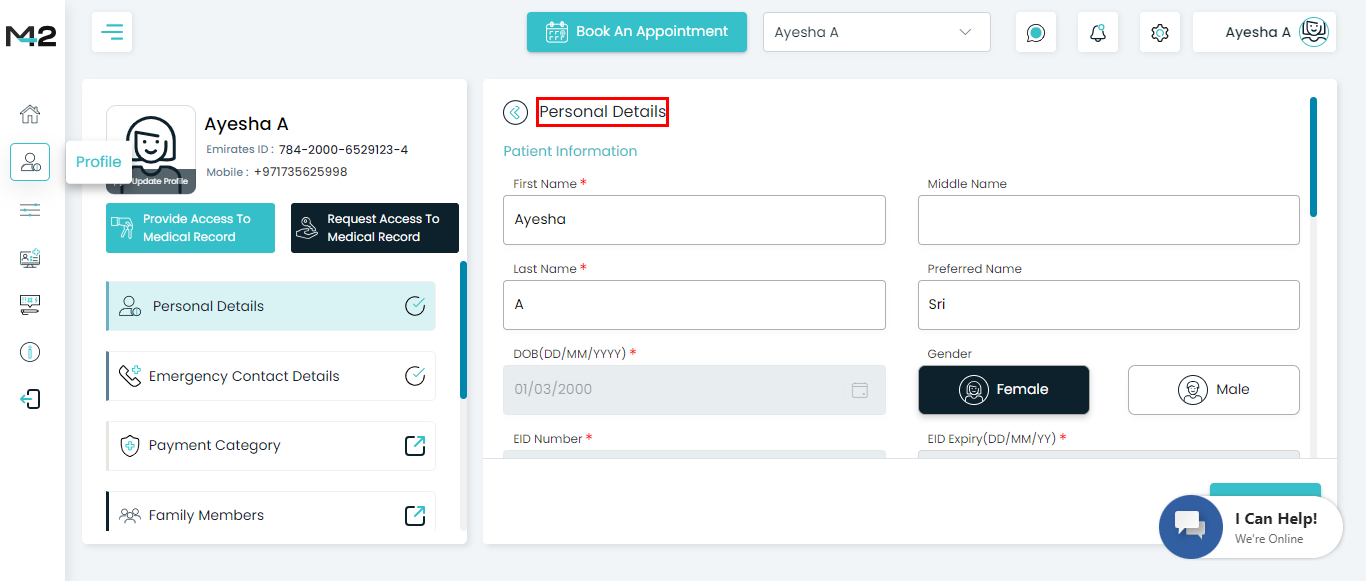 M42
Book An Appointment
Ayesha A
Ayesha A
Profile
Ayesha A
Emirates ID : 784-2000-6529123-4
Mobile : +971735625998
Update Profile
Provide Access To
Medical Record
Request Access To
Medical Record
Personal Details
Emergency Contact Details
Payment Category
Family Members
Personal Details
Patient Information
First Name *
Middle Name
Ayesha
Last Name *
Preferred Name
A
Sri
DOB(DD/MM/YYYY) *
Gender
01/03/2000
Female
Male
EID Number *
EID Expiry(DD/MM/YY) *
I Can Help!
We're Online